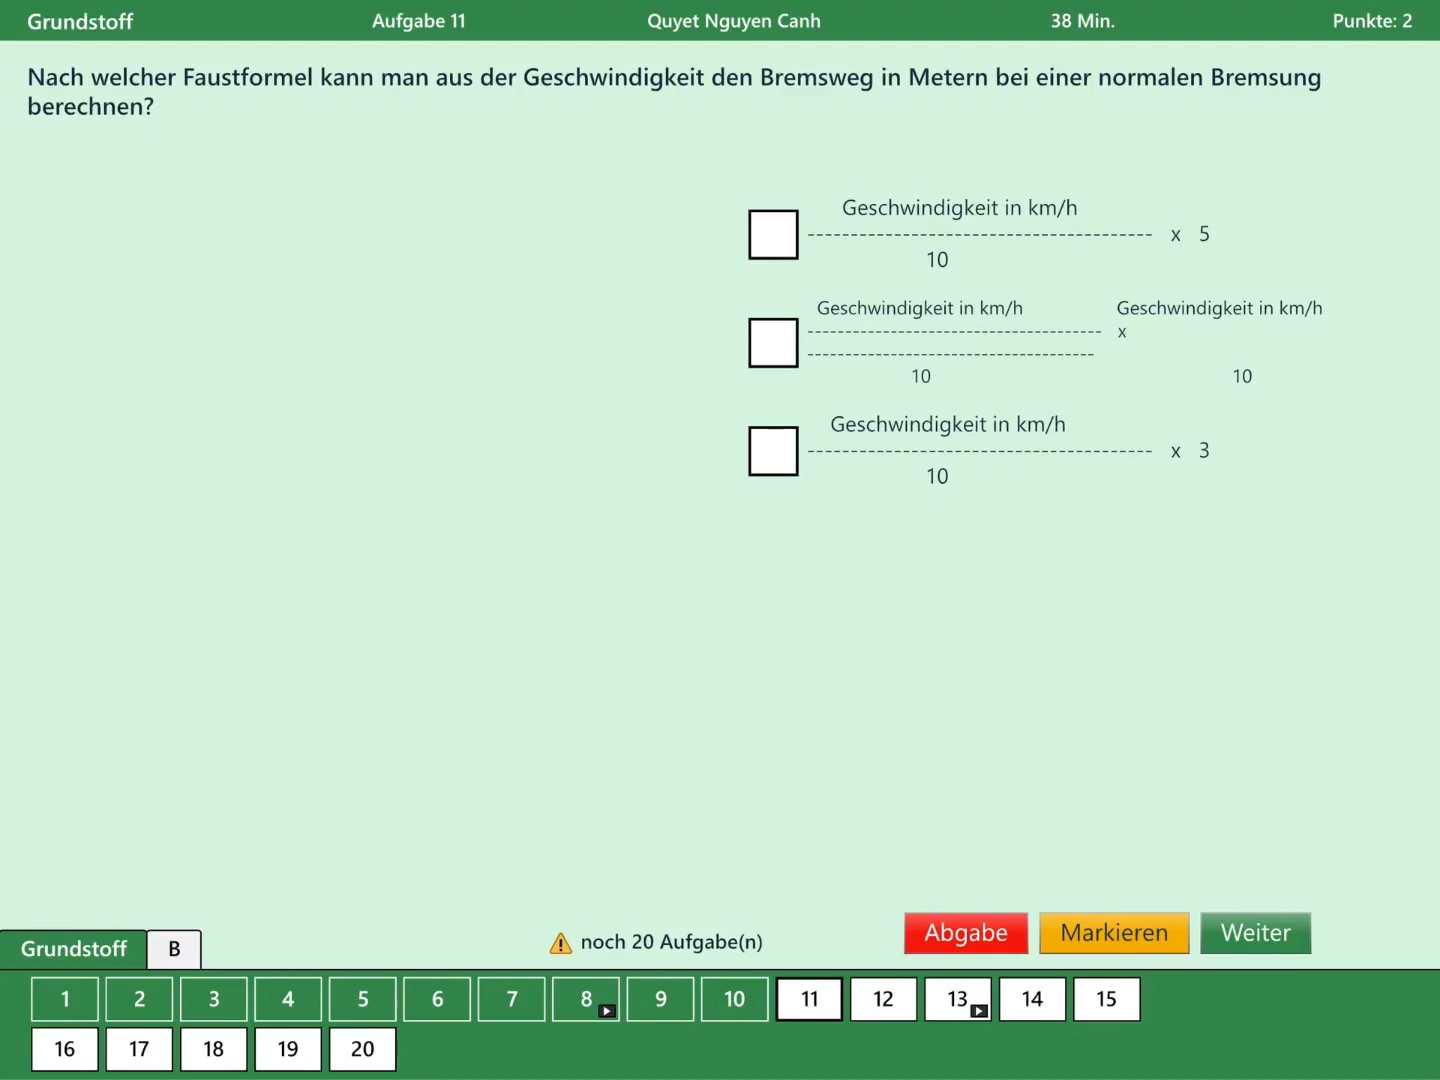 Grundstoff Aufgabe 11 Quyet Nguyen Canh 38 Min. Punkte: 2
Nach welcher Faustformel kann man aus der Geschwindigkeit den Bremsweg in Metern bei einer normalen Bremsung
berechnen?
Geschwindigkeit in km/h
x 5
10
Geschwindigkeit in km/h Geschwindigkeit in km/h
x
10 10
Geschwindigkeit in km/h
x 3
10
Grundstoff B noch 20 Aufgabe(n) Abgabe Markieren Weiter
1 2 3 4 5 6 7 8 9 10 11 12 13 14 15
16 17 18 19 20